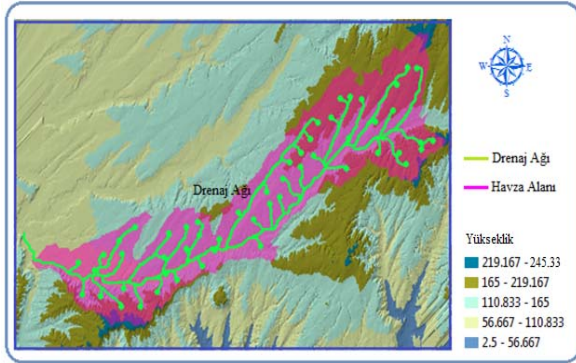 N
W E
S
Drenaj Ağı
Drenaj Ağı
Havza Alanı
Yükseklik
219.167 - 245.33
165 - 219.167
110.833 - 165
56.667 - 110.833
2.5 - 56.667